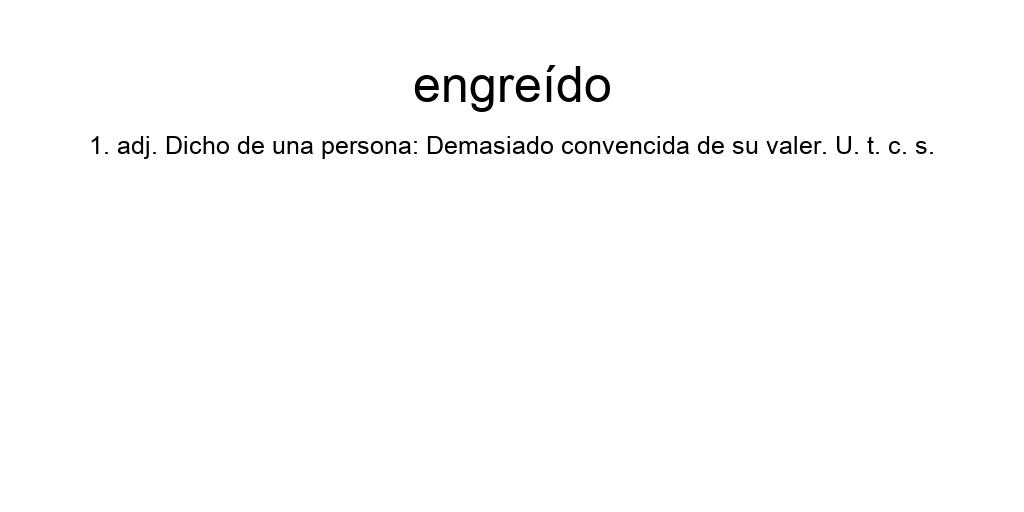 engreído
1. adj. Dicho de una persona: Demasiado convencida de su valer. U. t. c. s.